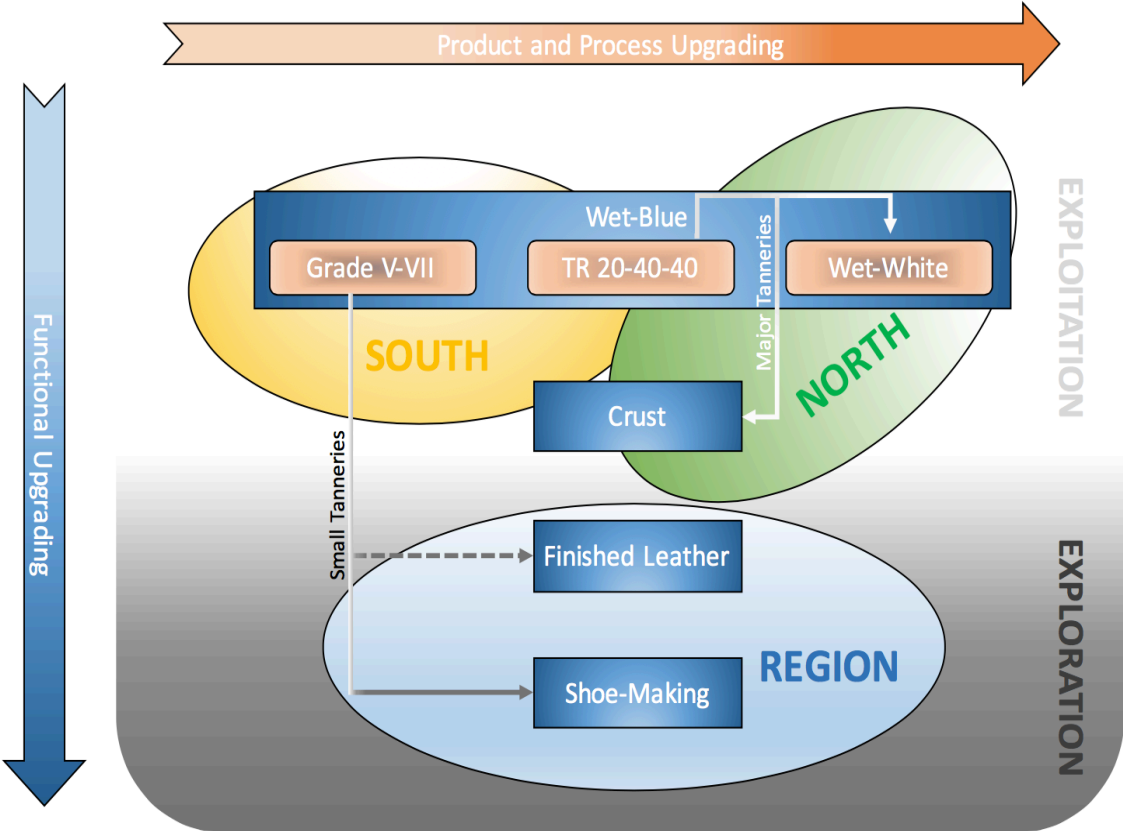 Product and Process Upgrading
Functional Upgrading
EXPLOITATION
Wet-Blue
Grade V-VII
TR 20-40-40
Wet-White
Major Tanneries
SOUTH
NORTH
Crust
Small Tanneries
Finished Leather
EXPLORATION
REGION
Shoe-Making